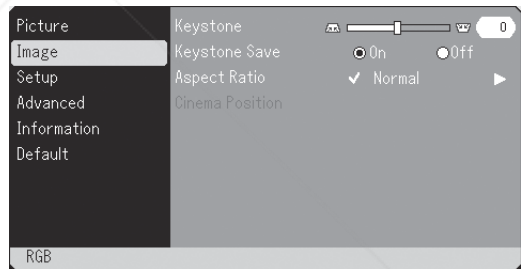 Picture
Image
Setup
Advanced
Information
Default
Keystone 0
Keystone Save On Off
Aspect Ratio Normal
Cinema Position
RGB